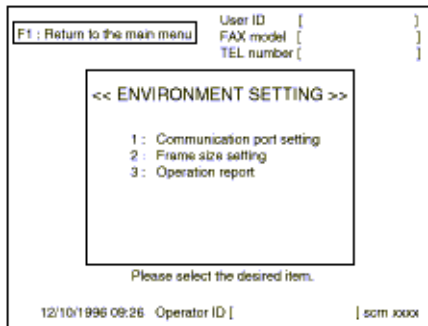 F1 : Return to the main menu
User ID [ ]
FAX model [ ]
TEL number [ ]
<< ENVIRONMENT SETTING >>
1 : Communication port setting
2 : Frame size setting
3 : Operation report
Please select the desired item.
12/10/1996 09:26 Operator ID [ ] scrn xxxx